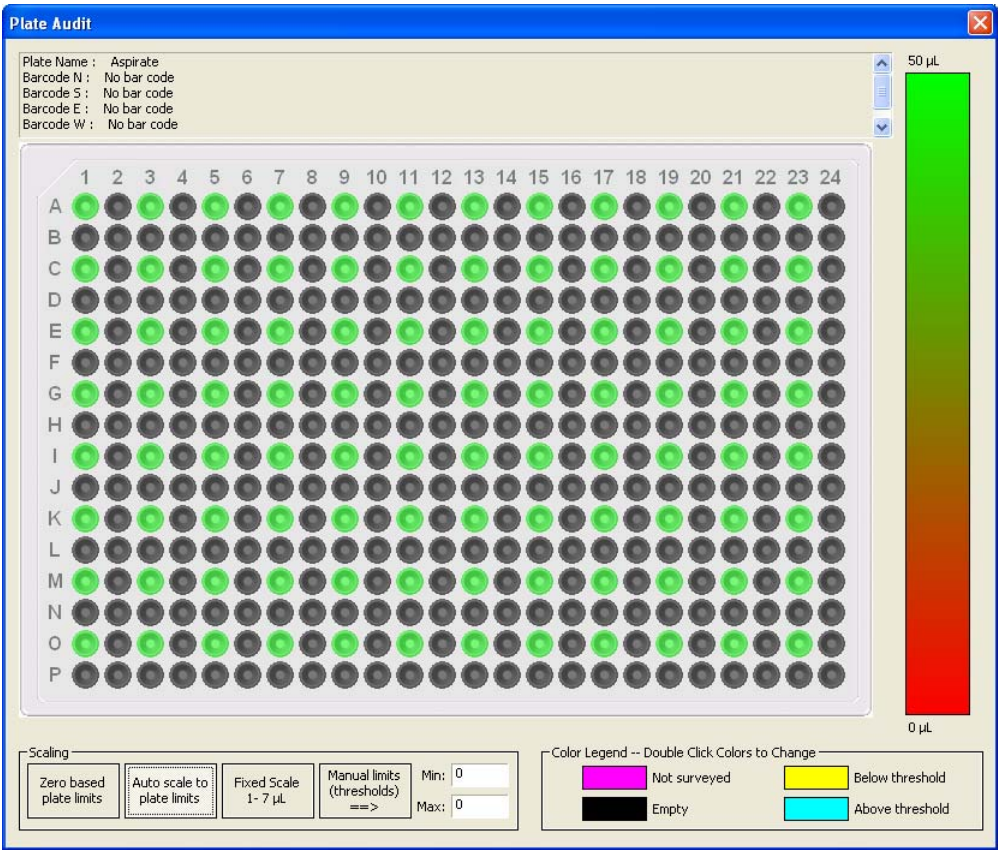 Plate Audit
Plate Name : Aspirate
Barcode N : No bar code
Barcode S : No bar code
Barcode E : No bar code
Barcode W : No bar code
50 µL
1 2 3 4 5 6 7 8 9 10 11 12 13 14 15 16 17 18 19 20 21 22 23 24
A
B
C
D
E
F
G
H
I
J
K
L
M
N
O
P
0 µL
Scaling
Zero based
plate limits
Auto scale to
plate limits
Fixed Scale
1- 7 µL
Manual limits
(thresholds)
==>
Min: 0
Max: 0
Color Legend -- Double Click Colors to Change
Not surveyed
Below threshold
Empty
Above threshold